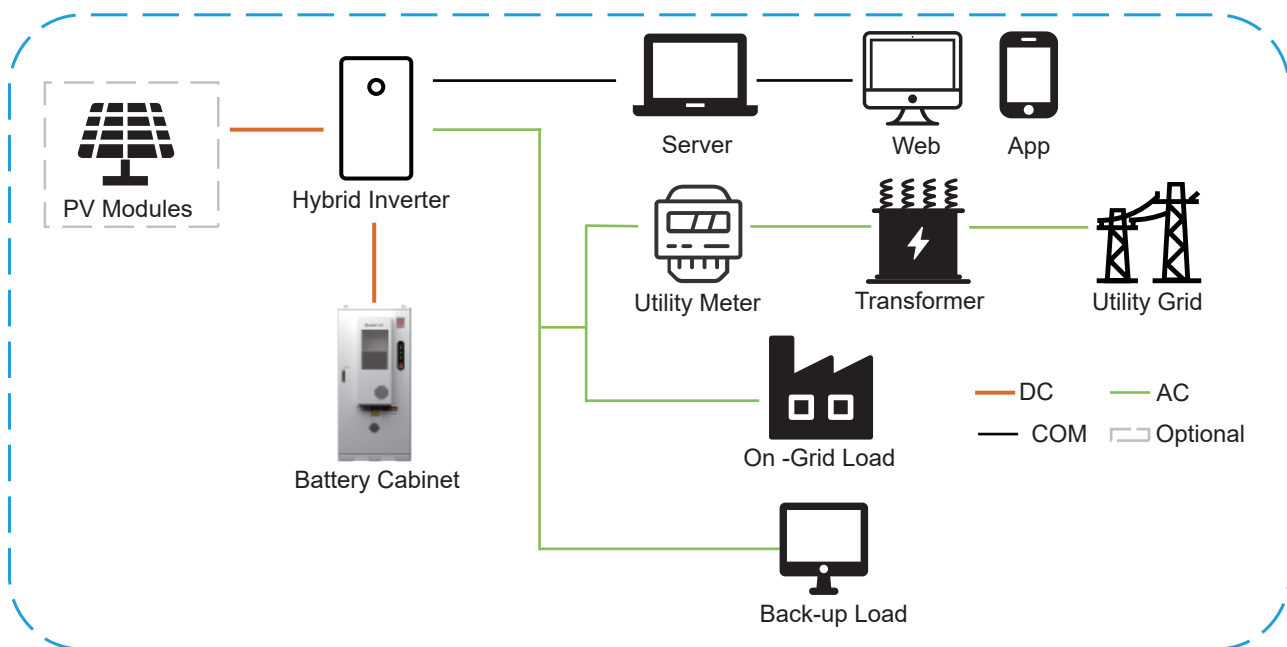 Server
Web
App
PV Modules
Hybrid Inverter
Utility Meter
Transformer
Utility Grid
DC
AC
COM
Optional
On -Grid Load
Battery Cabinet
Back-up Load